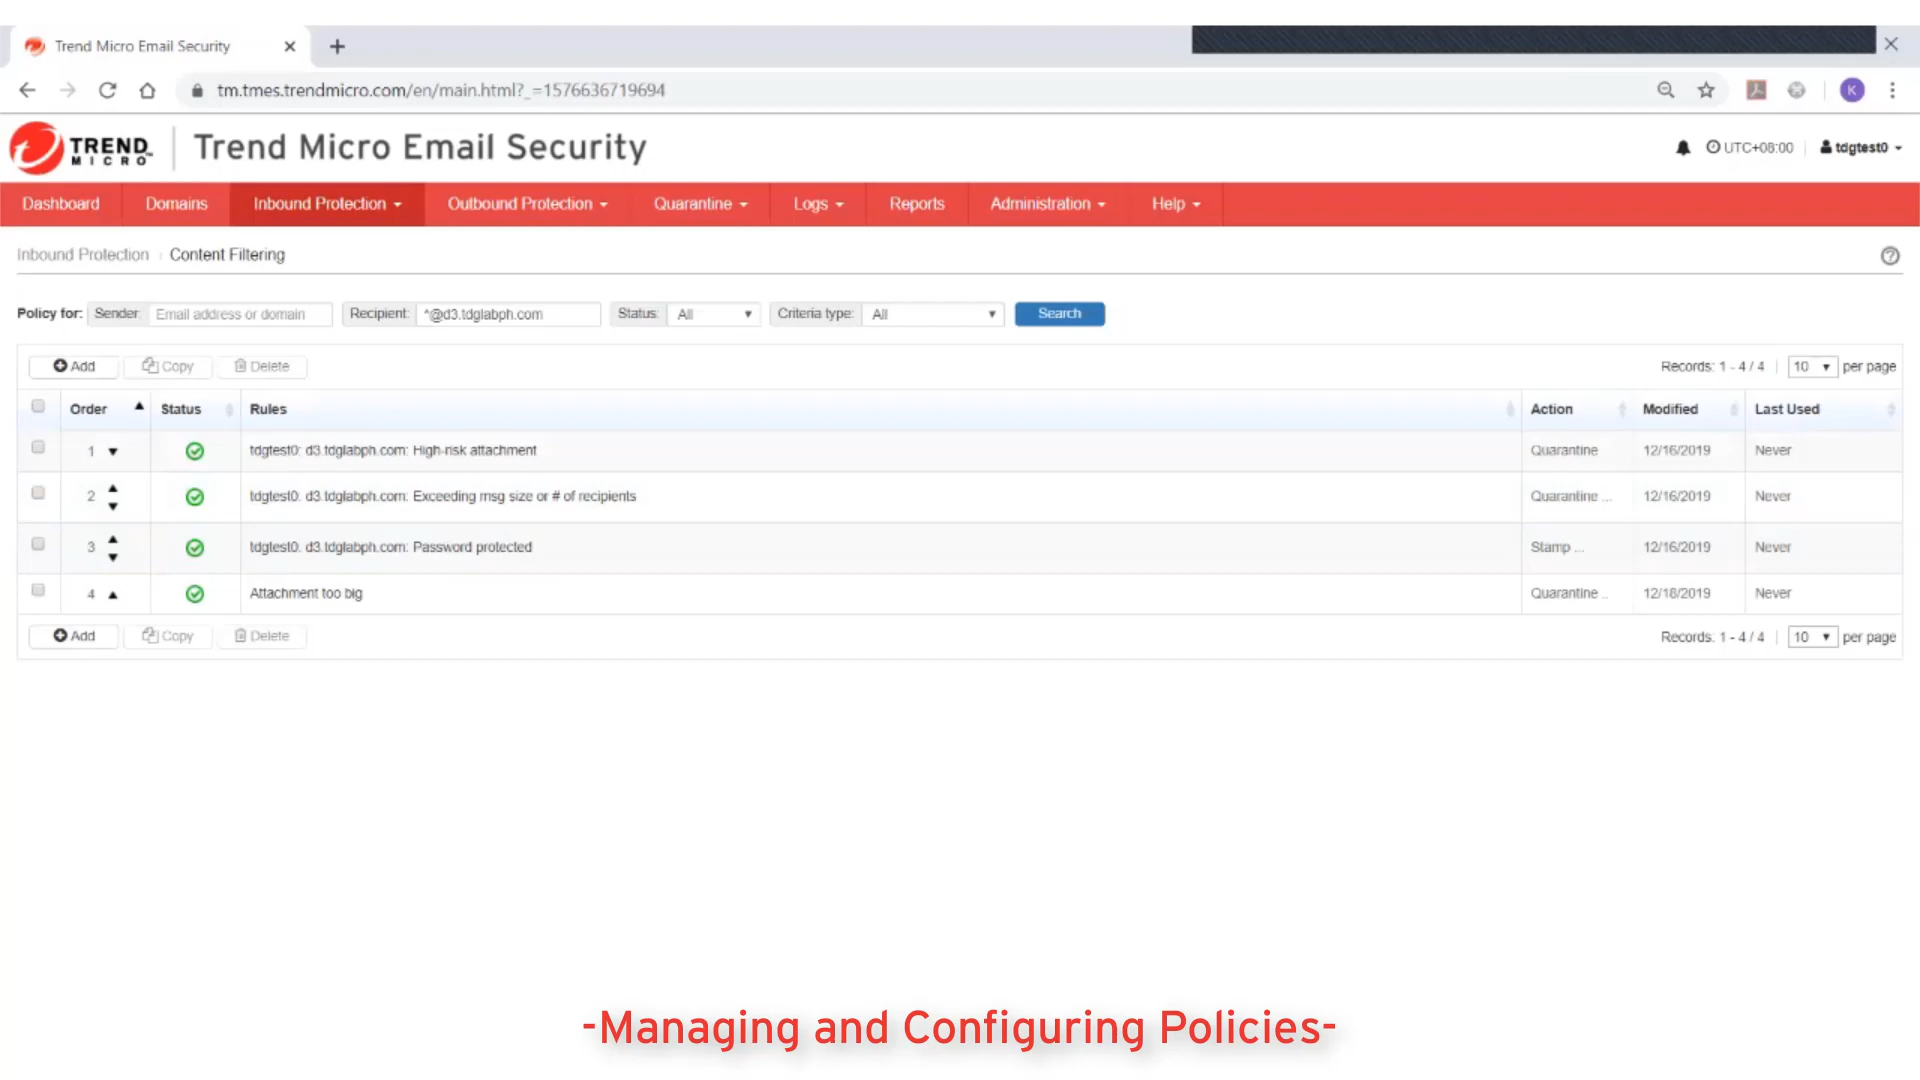 Trend Micro Email Security
tm.tmes.trendmicro.com/en/main.html?_=1576636719694
K
TREND MICRO™ Trend Micro Email Security
UTC+08:00 tdgtest0
Dashboard Domains Inbound Protection Outbound Protection Quarantine Logs Reports Administration Help
Inbound Protection Content Filtering
Policy for: Sender: Email address or domain Recipient: *@d3.tdglabph.com Status: All Criteria type: All Search
Add Copy Delete Records: 1 - 4 / 4 | 10 per page
Order Status Rules Action Modified Last Used
1 tdgtest0: d3.tdglabph.com: High-risk attachment Quarantine 12/16/2019 Never
2 tdgtest0: d3.tdglabph.com: Exceeding msg size or # of recipients Quarantine ... 12/16/2019 Never
3 tdgtest0: d3.tdglabph.com: Password protected Stamp ... 12/16/2019 Never
4 Attachment too big Quarantine .. 12/18/2019 Never
Add Copy Delete Records: 1 - 4 / 4 | 10 per page
-Managing and Configuring Policies-